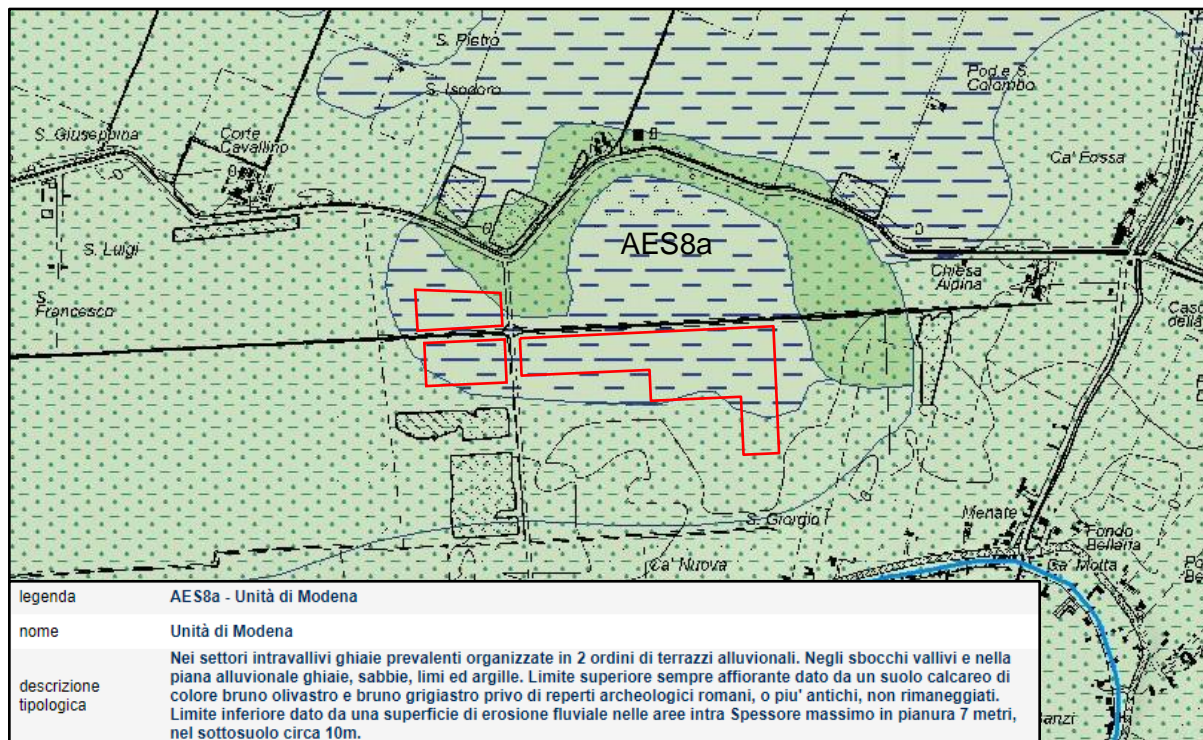 S. Pietro
S. Isodoro
Pod e S.
Colombo
S. Giuseppina
Corte
Cavallino
Ca' Fossa
AES8a
S. Luigi
Chiesa
Alpina
S.
Francesco
della
S. Giorgio
Menate
Fondo
Bellaria
Ca' Motta
Ca' Nuova
legenda AES8a - Unità di Modena
nome Unità di Modena
descrizione
tipologica
Nei settori intravallivi ghiaie prevalenti organizzate in 2 ordini di terrazzi alluvionali. Negli sbocchi vallivi e nella
piana alluvionale ghiaie, sabbie, limi ed argille. Limite superiore sempre affiorante dato da un suolo calcareo di
colore bruno olivastro e bruno grigiastro privo di reperti archeologici romani, o piu' antichi, non rimaneggiati.
Limite inferiore dato da una superficie di erosione fluviale nelle aree intra Spessore massimo in pianura 7 metri,
nel sottosuolo circa 10m.